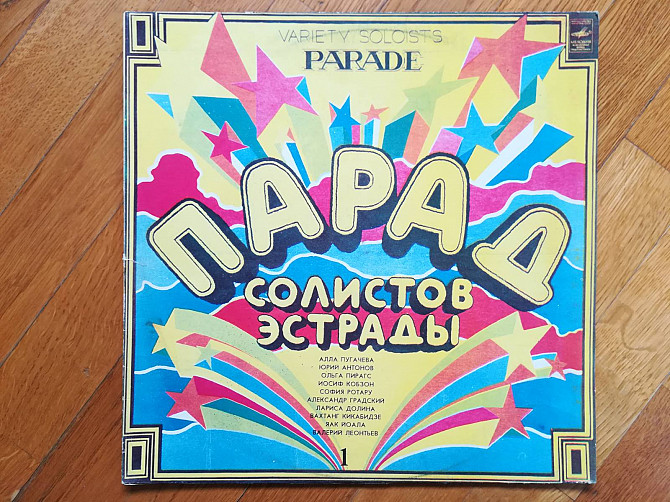 VARIETY SOLOISTS
PARADE
ПАРАД
СОЛИСТОВ
ЭСТРАДЫ
АЛЛА ПУГАЧЕВА
ЮРИЙ АНТОНОВ
ОЛЬГА ПИРАГС
ИОСИФ КОБЗОН
СОФИЯ РОТАРУ
АЛЕКСАНДР ГРАДСКИЙ
ЛАРИСА ДОЛИНА
ВАХТАНГ КИКАБИДЗЕ
ЯАК ЙОАЛА
ВАЛЕРИЙ ЛЕОНТЬЕВ
1